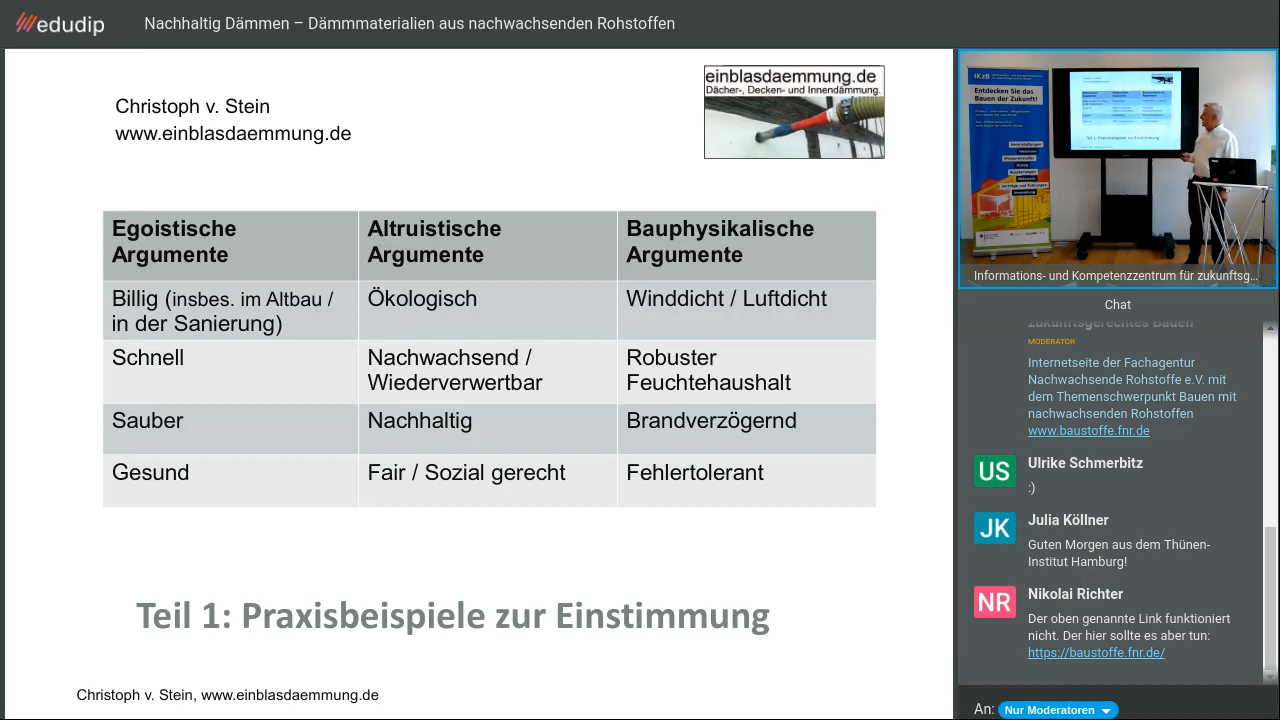 edudip
Nachhaltig Dämmen – Dämmmaterialien aus nachwachsenden Rohstoffen
Christoph v. Stein
www.einblasdaemmung.de
einblasdaemmung.de
Dächer-, Decken- und Innendämmung.
Egoistische
Argumente
Altruistische
Argumente
Bauphysikalische
Argumente
Billig (insbes. im Altbau /
in der Sanierung)
Ökologisch
Winddicht / Luftdicht
Schnell
Nachwachsend /
Wiederverwertbar
Robuster
Feuchtehaushalt
Sauber
Nachhaltig
Brandverzögernd
Gesund
Fair / Sozial gerecht
Fehlertolerant
Teil 1: Praxisbeispiele zur Einstimmung
Christoph v. Stein, www.einblasdaemmung.de
IKzB
Entdecken Sie das
Bauen der Zukunft!
Informations- und Kompetenzzentrum für zukunftsg...
Chat
zukunftsgerechtes Bauen
MODERATOR
Internetseite der Fachagentur
Nachwachsende Rohstoffe e.V. mit
dem Themenschwerpunkt Bauen mit
nachwachsenden Rohstoffen
www.baustoffe.fnr.de
US
Ulrike Schmerbitz
:)
JK
Julia Köllner
Guten Morgen aus dem Thünen-
Institut Hamburg!
NR
Nikolai Richter
Der oben genannte Link funktioniert
nicht. Der hier sollte es aber tun:
https://baustoffe.fnr.de/
An: Nur Moderatoren